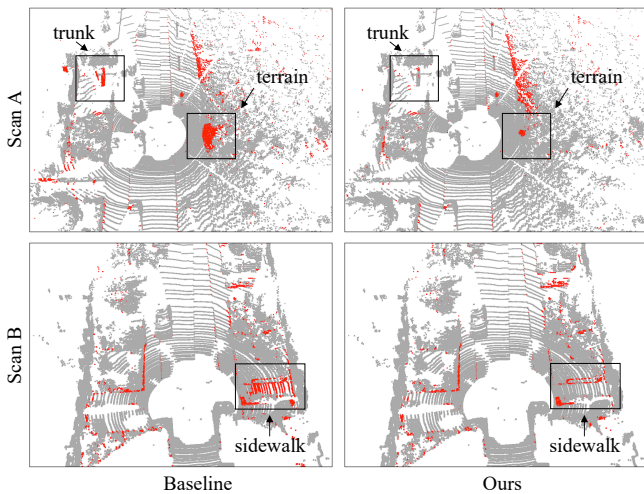 trunk
terrain
trunk
terrain
Scan A
sidewalk
sidewalk
Scan B
Baseline
Ours